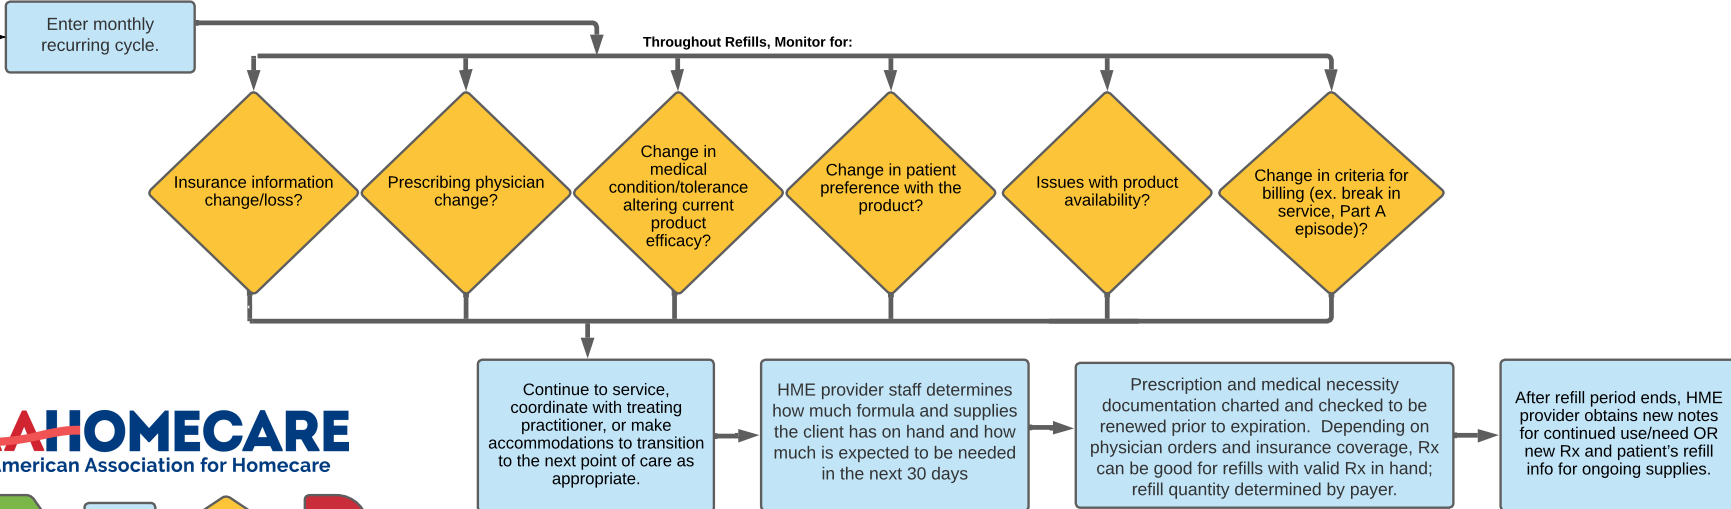 Enter monthly
recurring cycle.
Throughout Refills, Monitor for:
Insurance information
change/loss?
Prescribing physician
change?
Change in
medical
condition/tolerance
altering current
product
efficacy?
Change in patient
preference with the
product?
Issues with product
availability?
Change in criteria for
billing (ex. break in
service, Part A
episode)?
Continue to service,
coordinate with treating
practitioner, or make
accommodations to transition
to the next point of care as
appropriate.
HME provider staff determines
how much formula and supplies
the client has on hand and how
much is expected to be needed
in the next 30 days
Prescription and medical necessity
documentation charted and checked to be
renewed prior to expiration.  Depending on
physician orders and insurance coverage, Rx
can be good for refills with valid Rx in hand;
refill quantity determined by payer.
After refill period ends, HME
provider obtains new notes
for continued use/need OR
new Rx and patient's refill
info for ongoing supplies.
AAHOMECARE
American Association for Homecare